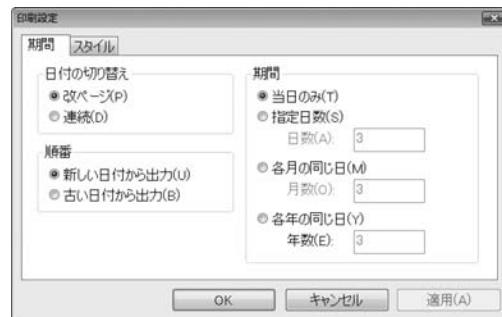 印刷設定
期間 スタイル
日付の切り替え
改ページ(P)
連続(D)
順番
新しい日付から出力(U)
古い日付から出力(B)
期間
当日のみ(T)
指定日数(S)
日数(A): 3
各月の同じ日(M)
月数(O): 3
各年の同じ日(Y)
年数(E): 3
OK キャンセル 適用(A)